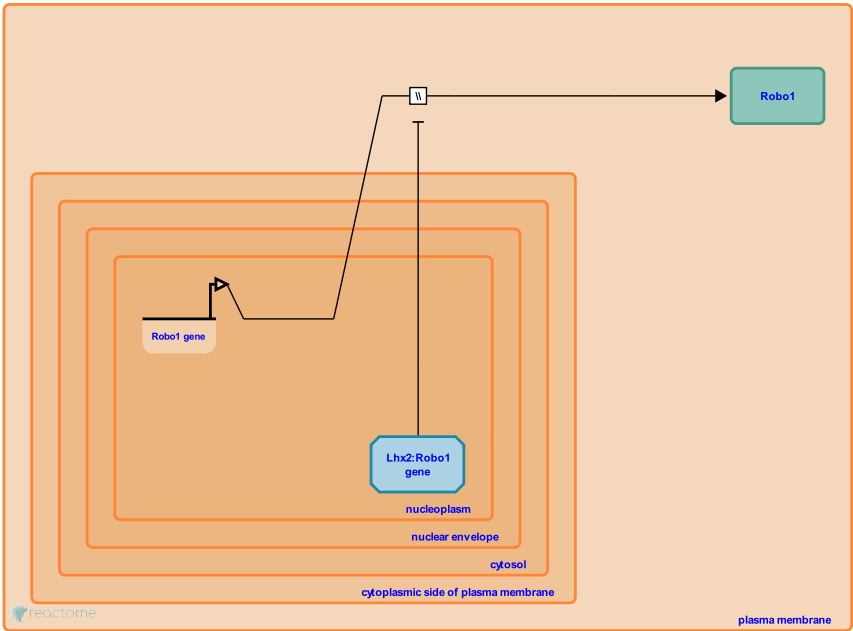 \\
Robo1
Robo1 gene
Lhx2:Robo1
gene
nucleoplasm
nuclear envelope
cytosol
cytoplasmic side of plasma membrane
reactome
plasma membrane